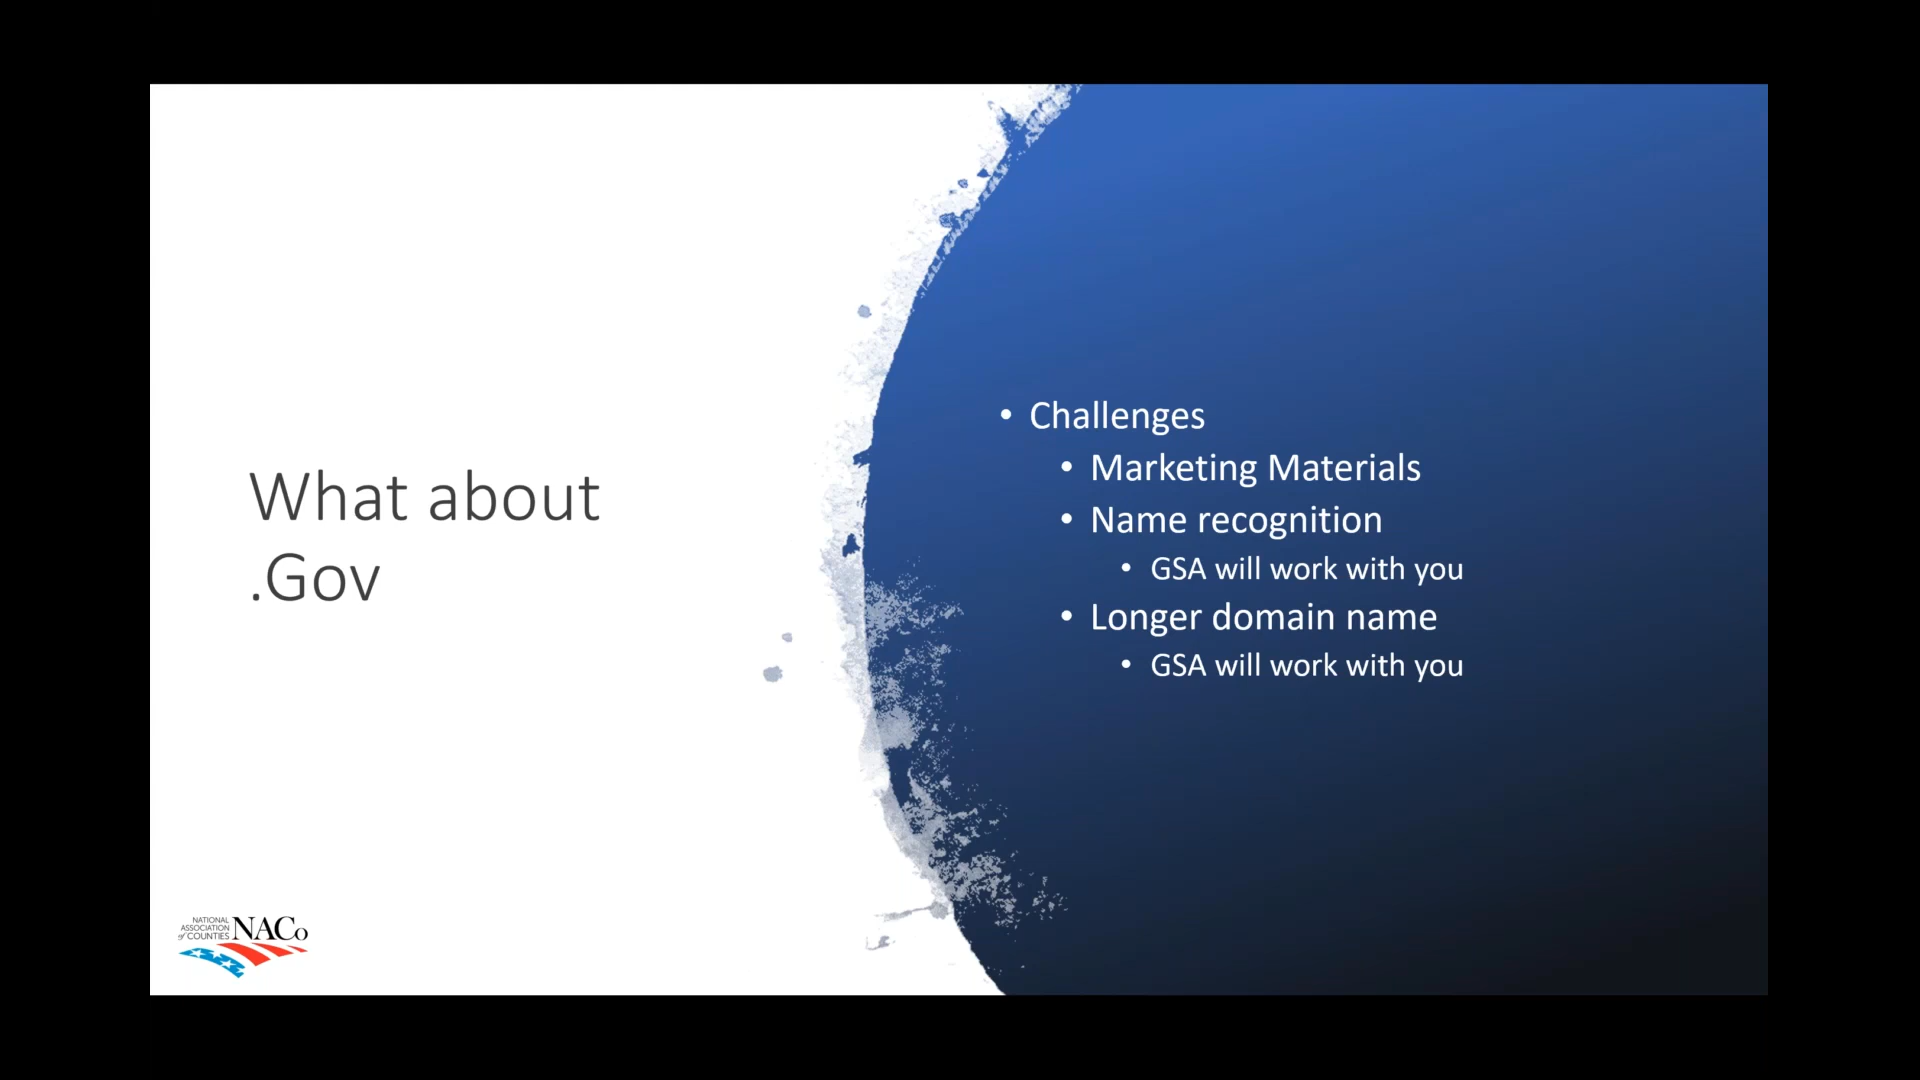 What about
.Gov
• Challenges
• Marketing Materials
• Name recognition
• GSA will work with you
• Longer domain name
• GSA will work with you
NATIONAL
ASSOCIATION
of COUNTIES
NACo